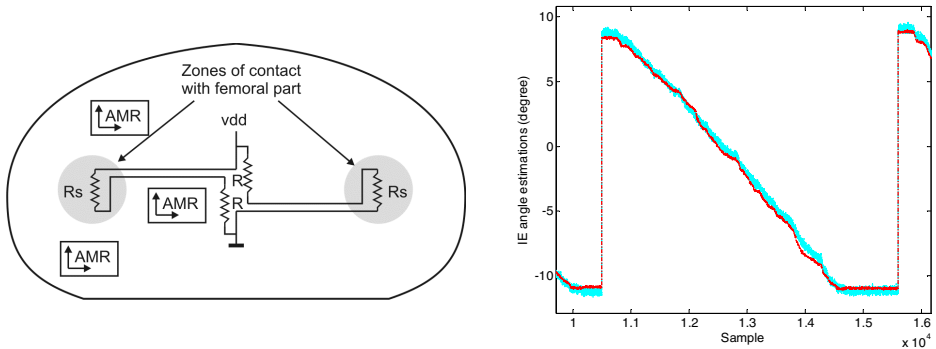 Zones of contact
with femoral part
AMR
vdd
Rs
R
R
Rs
AMR
AMR
IE angle estimations (degree)
10
5
0
-5
-10
1
1.1
1.2
1.3
1.4
1.5
1.6
Sample
x 10^4